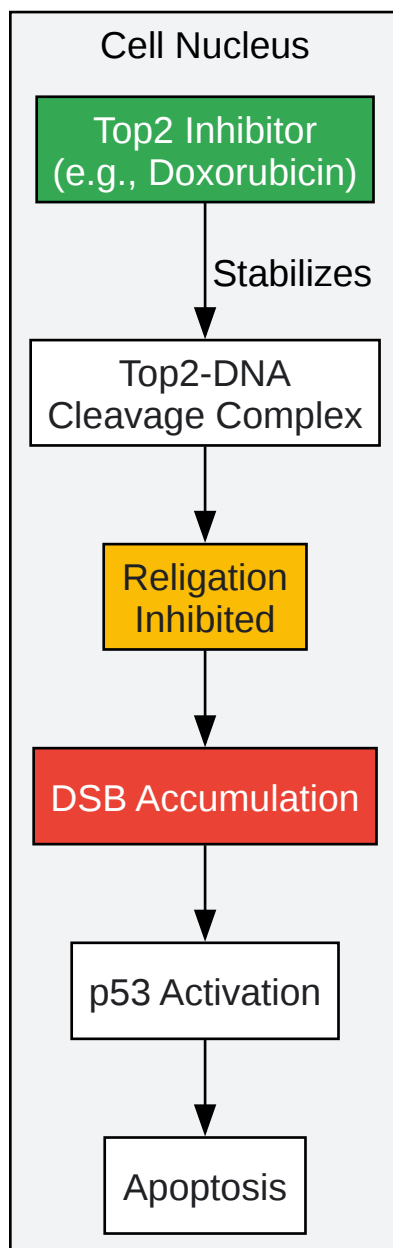 Cell Nucleus
Top2 Inhibitor
(e.g., Doxorubicin)
Stabilizes
Top2-DNA
Cleavage Complex
Religation
Inhibited
DSB Accumulation
p53 Activation
Apoptosis